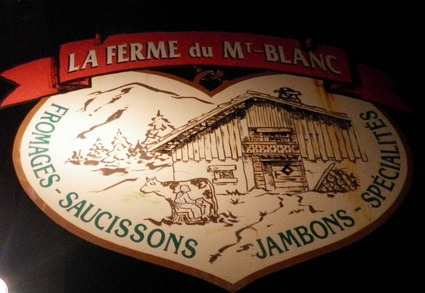 LA FERME du MT-BLANC
FROMAGES - SAUCISSONS
JAMBONS - SPÉCIALITÉS